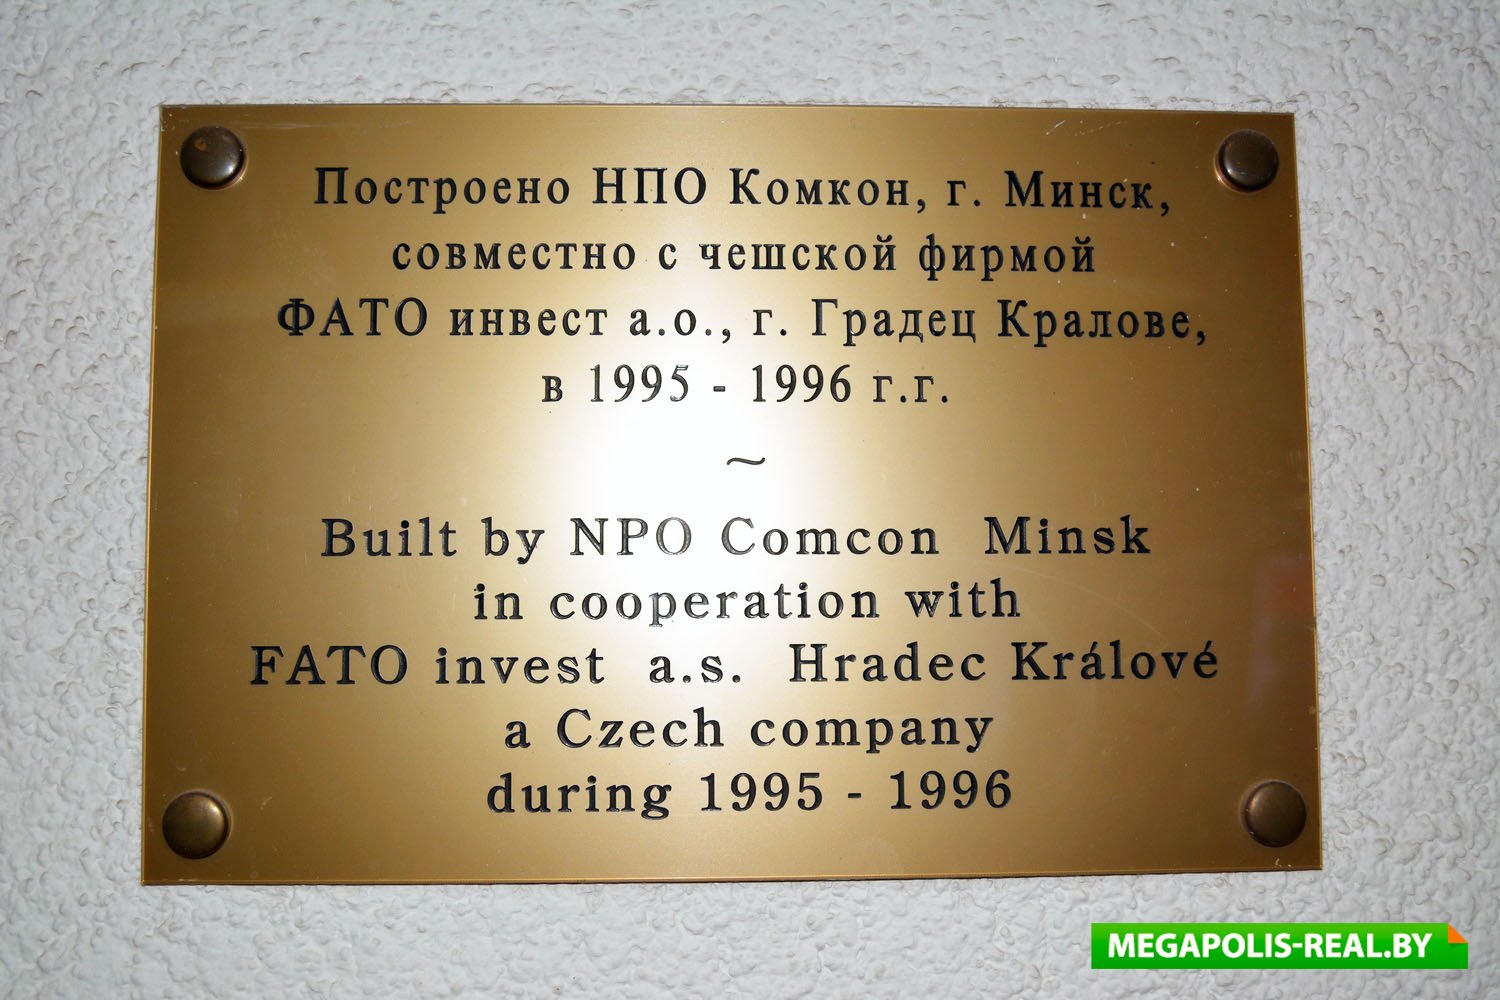 Построено НПО Комкон, г. Минск,
совместно с чешской фирмой
ФАТО инвест а.о., г. Градец Кралове,
в 1995 - 1996 г.г.
~
Built by NPO Comcon Minsk
in cooperation with
FATO invest a.s. Hradec Králové
a Czech company
during 1995 - 1996
MEGAPOLIS-REAL.BY